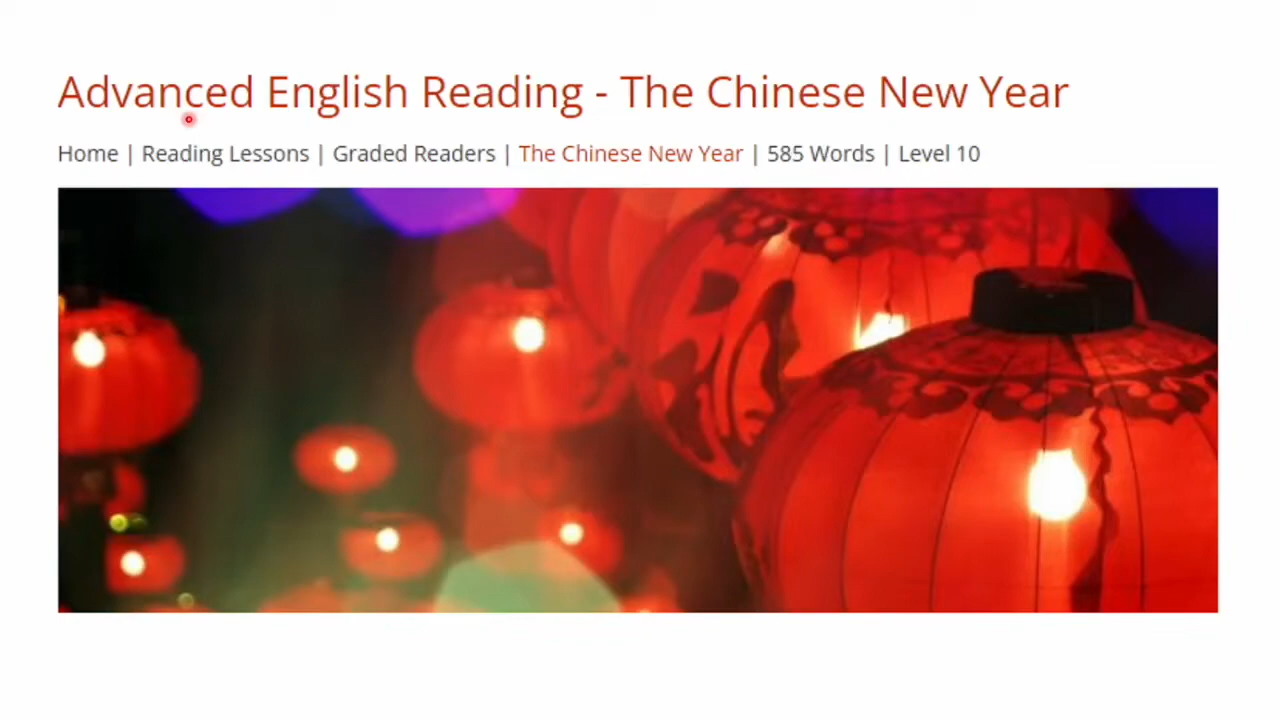 Advanced English Reading - The Chinese New Year
Home | Reading Lessons | Graded Readers | The Chinese New Year | 585 Words | Level 10